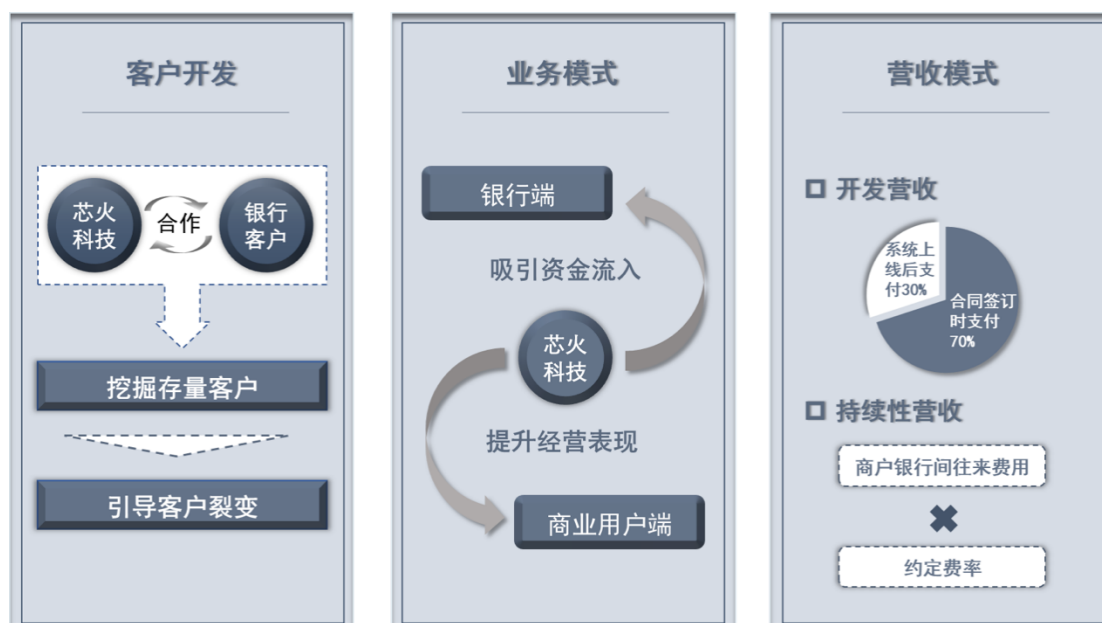 客户开发
芯火
科技
合作
银行
客户
挖掘存量客户
引导客户裂变
业务模式
银行端
吸引资金流入
芯火
科技
提升经营表现
商业用户端
营收模式
开发营收
系统上
线后支
付30%
合同签订
时支付
70%
持续性营收
商户银行间往来费用
约定费率